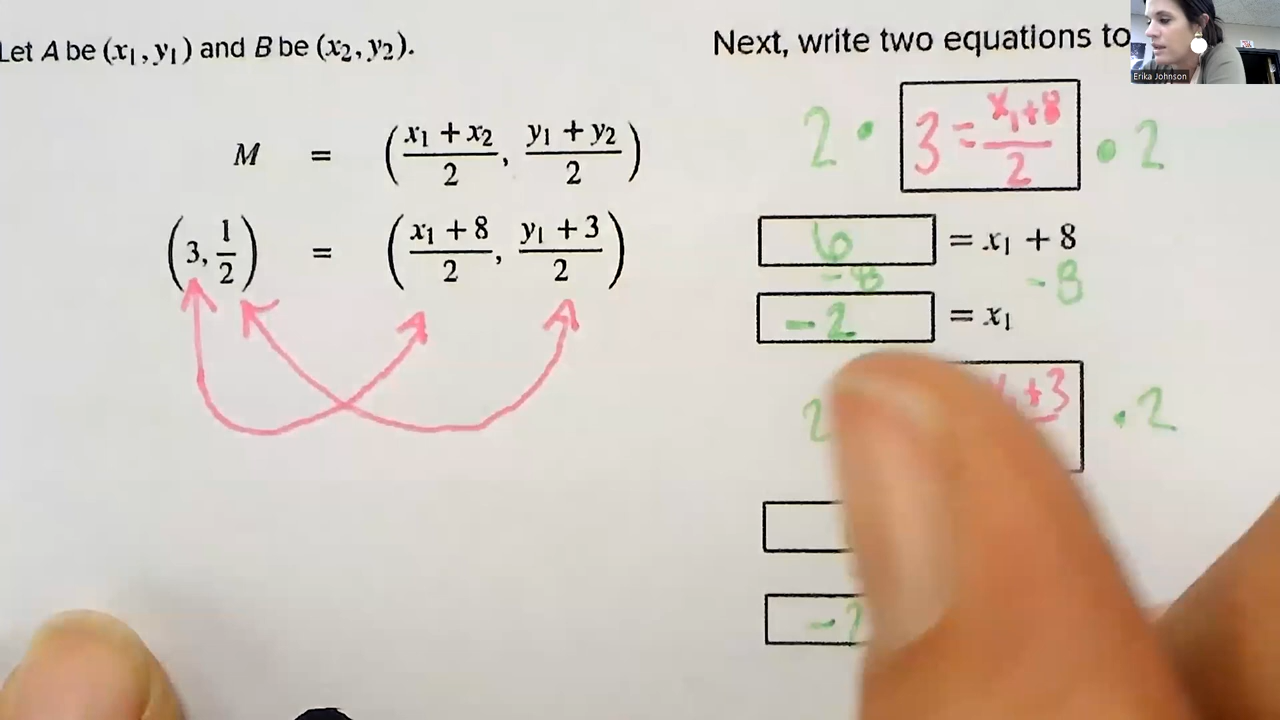 Let A be (x₁, y₁) and B be (x₂, y₂).
M = ( x₁ + x₂ / 2 , y₁ + y₂ / 2 )
( 3, 1/2 ) = ( x₁ + 8 / 2 , y₁ + 3 / 2 )
Next, write two equations to
Erika Johnson
2 · 3 = x₁+8 / 2 · 2
6 = x₁ + 8
-8 -8
-2 = x₁
2 +3 · 2